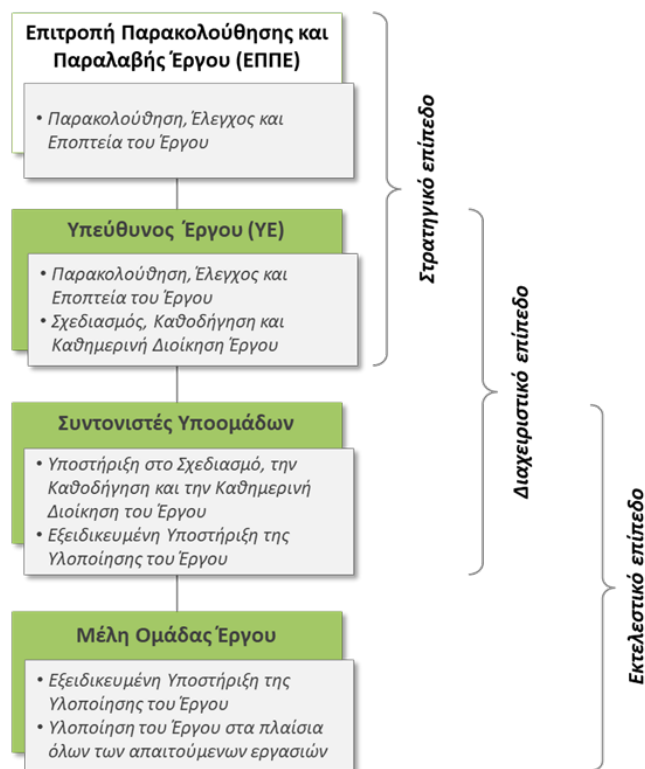 Επιτροπή Παρακολούθησης και
Παραλαβής Έργου (ΕΠΠΕ)
• Παρακολούθηση, Έλεγχος και
Εποπτεία του Έργου
Υπεύθυνος Έργου (ΥΕ)
• Παρακολούθηση, Έλεγχος και
Εποπτεία του Έργου
• Σχεδιασμός, Καθοδήγηση και
Καθημερινή Διοίκηση Έργου
Συντονιστές Υποομάδων
• Υποστήριξη στο Σχεδιασμό, την
Καθοδήγηση και την Καθημερινή
Διοίκηση του Έργου
• Εξειδικευμένη Υποστήριξη της
Υλοποίησης του Έργου
Μέλη Ομάδας Έργου
• Εξειδικευμένη Υποστήριξη της
Υλοποίησης του Έργου
• Υλοποίηση του Έργου στα πλαίσια
όλων των απαιτούμενων εργασιών
Στρατηγικό επίπεδο
Διαχειριστικό επίπεδο
Εκτελεστικό επίπεδο